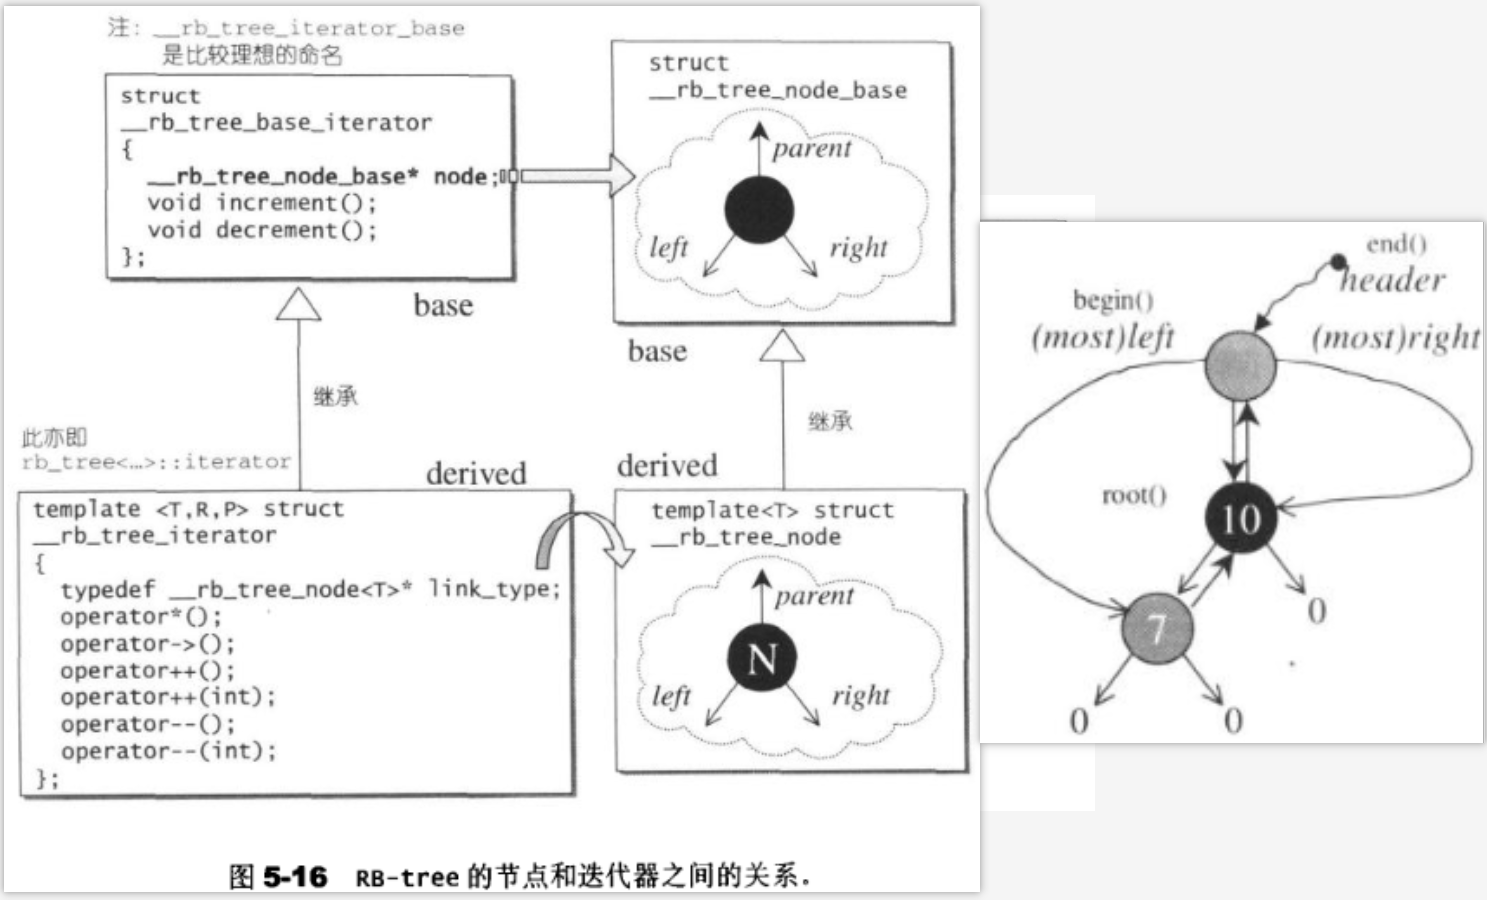 注: __rb_tree_iterator_base
是比较理想的命名
struct
__rb_tree_base_iterator
{
__rb_tree_node_base* node;
void increment();
void decrement();
};
base
struct
__rb_tree_node_base
parent
left
right
base
继承
继承
此亦即
rb_tree<…>::iterator
derived
derived
template <T,R,P> struct
__rb_tree_iterator
{
typedef __rb_tree_node<T>* link_type;
operator*();
operator->();
operator++();
operator++(int);
operator--();
operator--(int);
};
template<T> struct
__rb_tree_node
parent
N
left
right
图 5-16 RB-tree 的节点和迭代器之间的关系。
end()
header
begin()
(most)left
(most)right
root()
10
0
7
0
0